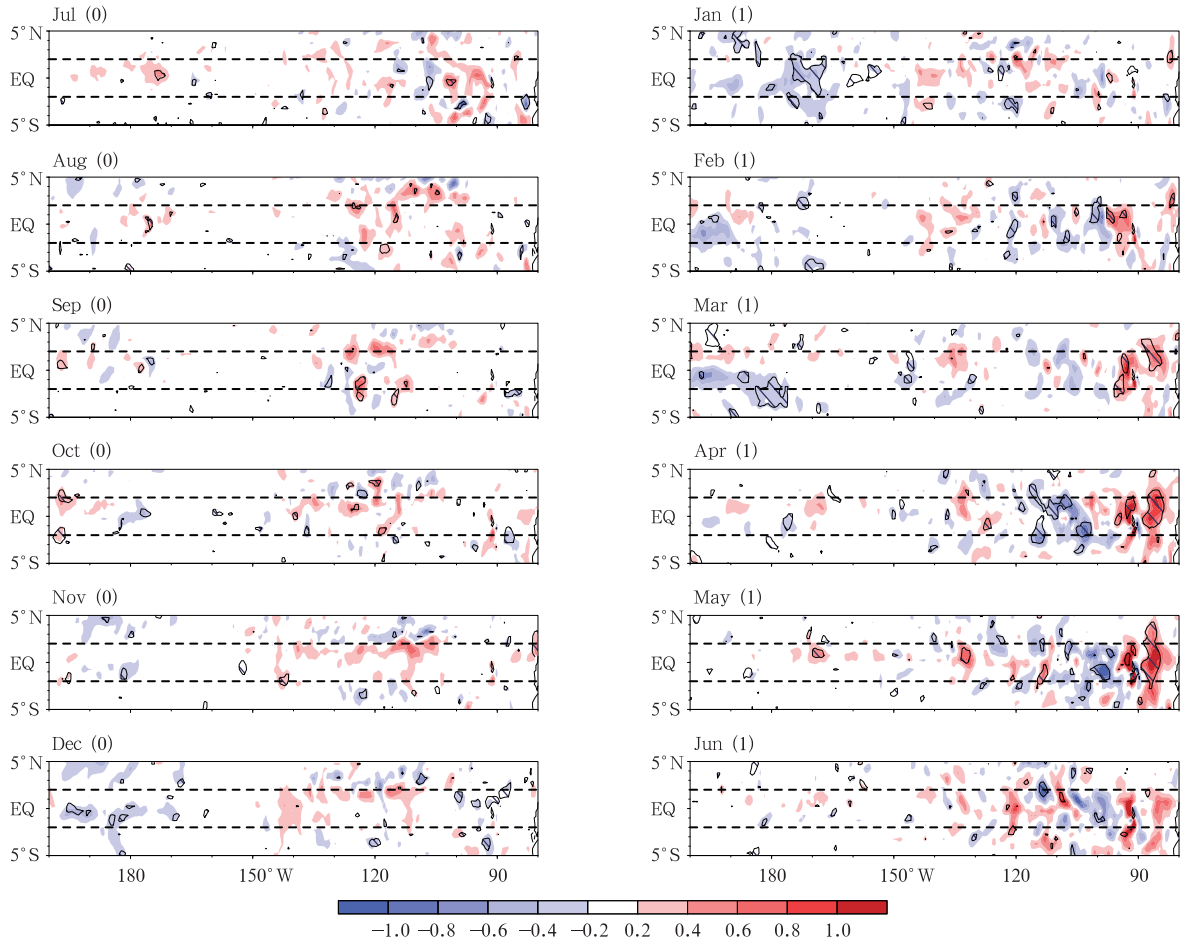 Jul (0)
5°N
EQ
5°S
Aug (0)
5°N
EQ
5°S
Sep (0)
5°N
EQ
5°S
Oct (0)
5°N
EQ
5°S
Nov (0)
5°N
EQ
5°S
Dec (0)
5°N
EQ
5°S
180 150°W 120 90
Jan (1)
5°N
EQ
5°S
Feb (1)
5°N
EQ
5°S
Mar (1)
5°N
EQ
5°S
Apr (1)
5°N
EQ
5°S
May (1)
5°N
EQ
5°S
Jun (1)
5°N
EQ
5°S
180 150°W 120 90
−1.0 −0.8 −0.6 −0.4 −0.2 0.2 0.4 0.6 0.8 1.0